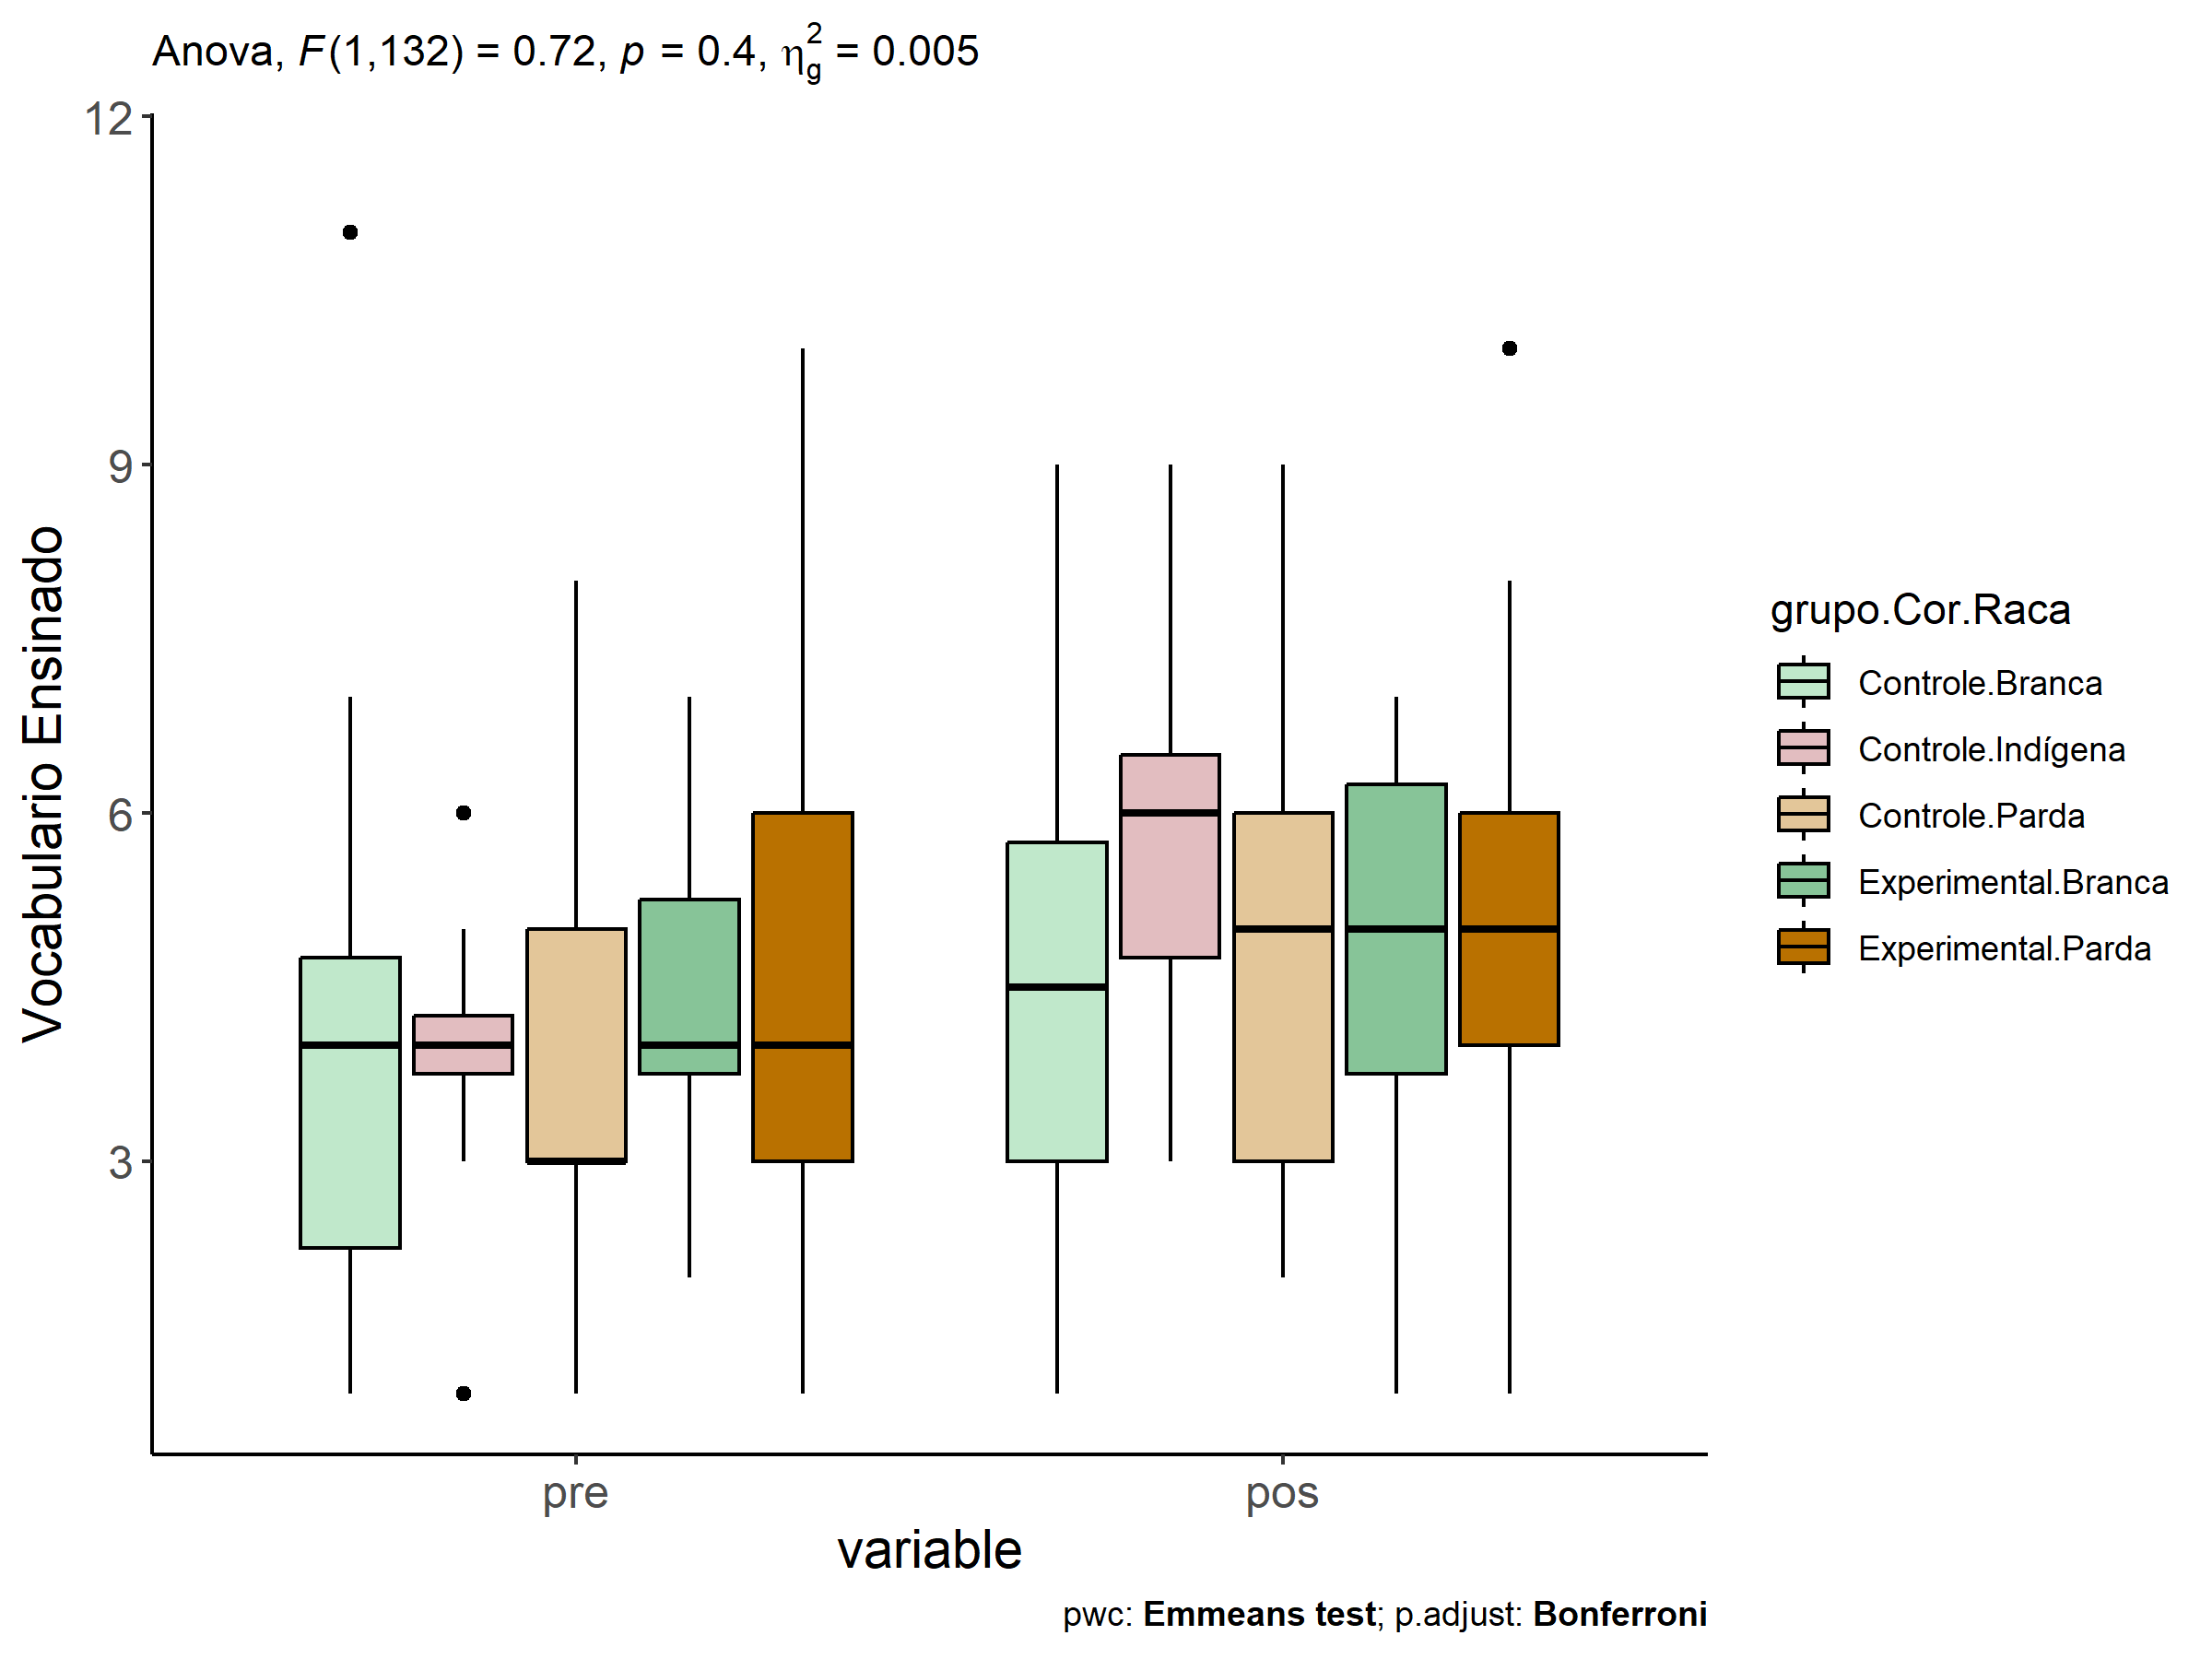 Anova, F(1,132) = 0.72, p = 0.4, η²g = 0.005
12
9
6
3
Vocabulario Ensinado
pre
pos
variable
grupo.Cor.Raca
Controle.Branca
Controle.Indígena
Controle.Parda
Experimental.Branca
Experimental.Parda
pwc: Emmeans test; p.adjust: Bonferroni